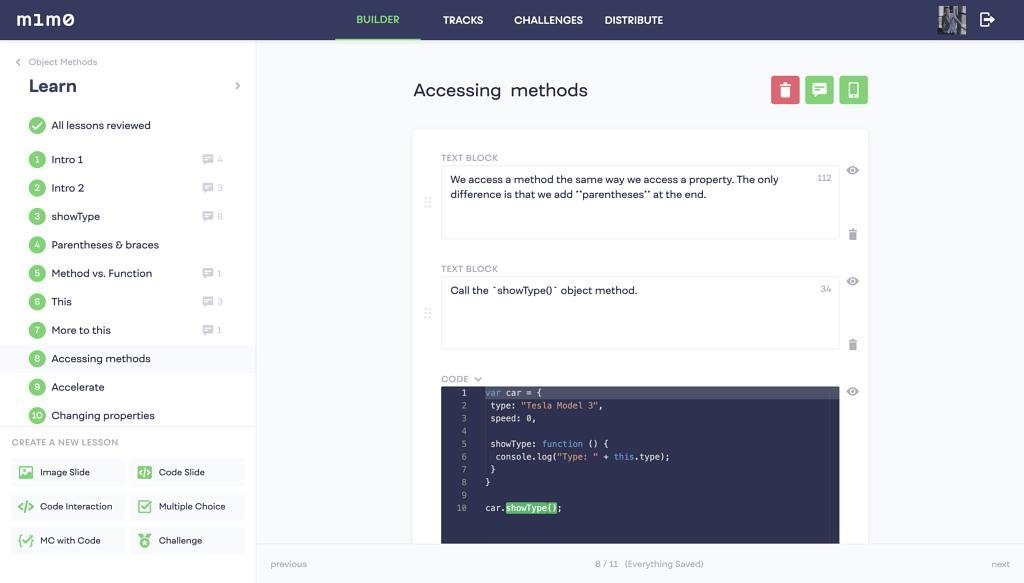 m1m0
BUILDER
TRACKS
CHALLENGES
DISTRIBUTE
Object Methods
Learn
All lessons reviewed
1 Intro 1 4
2 Intro 2 3
3 showType 6
4 Parentheses & braces
5 Method vs. Function 1
6 This 3
7 More to this 1
8 Accessing methods
9 Accelerate
10 Changing properties
CREATE A NEW LESSON
Image Slide
Code Slide
Code Interaction
Multiple Choice
MC with Code
Challenge
Accessing methods
TEXT BLOCK
We access a method the same way we access a property. The only 112
difference is that we add **parentheses** at the end.
TEXT BLOCK
Call the `showType()` object method. 34
CODE
1 var car = {
2 type: "Tesla Model 3",
3 speed: 0,
4
5 showType: function () {
6 console.log("Type: " + this.type);
7 }
8 }
9
10 car.showType();
previous
8 / 11 (Everything Saved)
next